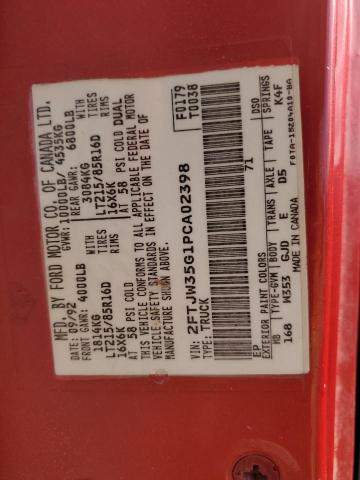 MFD. BY FORD MOTOR CO. OF CANADA LTD.
DATE: 09/92 GVWR: 10000LB/ 4535KG
FRONT GAWR: 4000LB REAR GAWR: 6800LB
1814KG 3084KG
LT215/85R16D TIRES LT215/85R16D TIRES
16X6K RIMS 16X6K RIMS
AT 58 PSI COLD AT 58 PSI COLD DUAL
THIS VEHICLE CONFORMS TO ALL APPLICABLE FEDERAL MOTOR
VEHICLE SAFETY STANDARDS IN EFFECT ON THE DATE OF
MANUFACTURE SHOWN ABOVE.
F0179
T0038
VIN: 2FTJW35G1PCA02398
TYPE: TRUCK
71
EXTERIOR PAINT COLORS DSO
MB TYPE-GVM BODY TRANS AXLE TAPE SPRINGS
168 W353 GJD E D5 K4F
MADE IN CANADA
F0TA-15204A10-BA